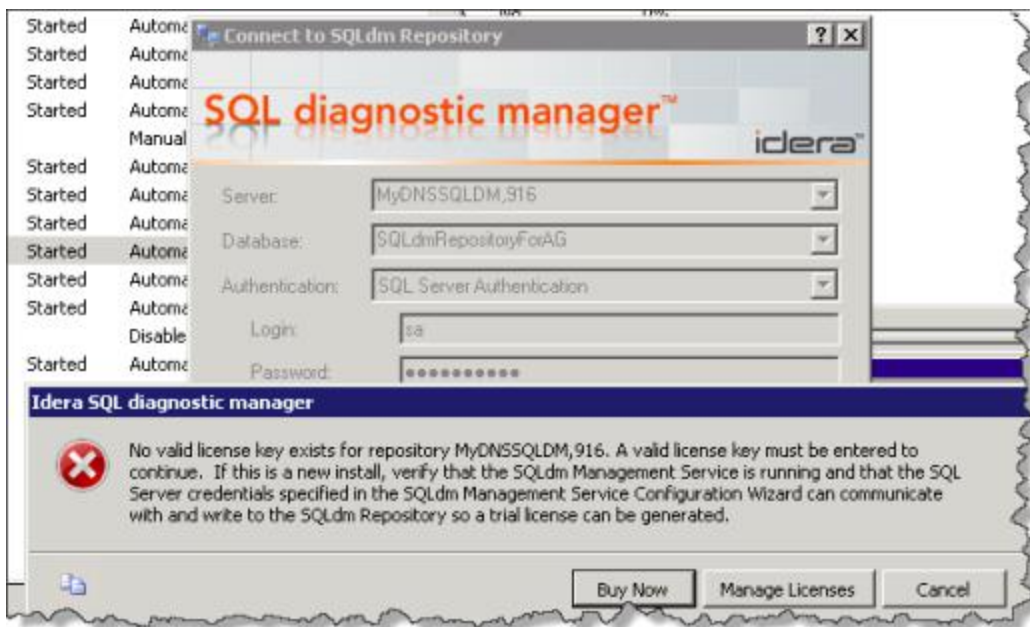 Started Automa
Started Automa
Started Automa
Started Automa
Manual
Started Automa
Started Automa
Started Automa
Started Automa
Started Automa
Started Automa
Disable
Started Automa
Connect to SQLdm Repository
SQL diagnostic manager™
idera™
Server: MyDNSSQLDM,916
Database: SQLdmRepositoryForAG
Authentication: SQL Server Authentication
Login: sa
Password: ●●●●●●●●●●
Idera SQL diagnostic manager
No valid license key exists for repository MyDNSSQLDM,916. A valid license key must be entered to
continue. If this is a new install, verify that the SQLdm Management Service is running and that the SQL
Server credentials specified in the SQLdm Management Service Configuration Wizard can communicate
with and write to the SQLdm Repository so a trial license can be generated.
Buy Now Manage Licenses Cancel